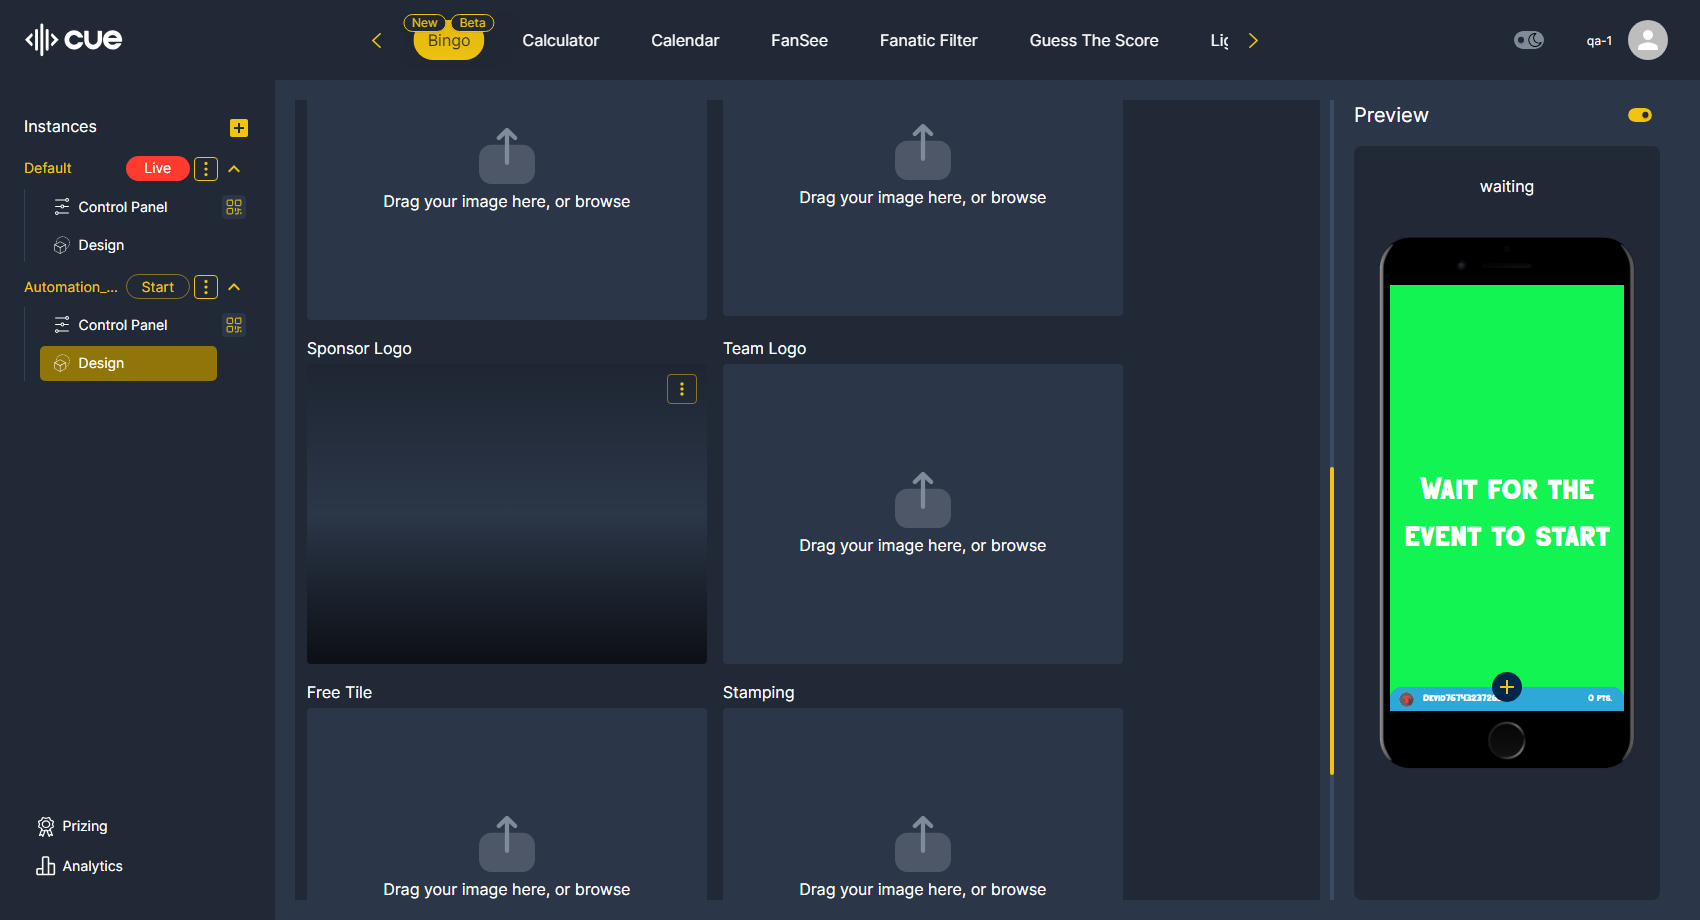 cue
New
Beta
Bingo
Calculator
Calendar
FanSee
Fanatic Filter
Guess The Score
Lig
qa-1
Instances
Default
Live
Control Panel
Design
Automation_...
Start
Control Panel
Design
Prizing
Analytics
Drag your image here, or browse
Drag your image here, or browse
Sponsor Logo
Team Logo
Drag your image here, or browse
Free Tile
Stamping
Drag your image here, or browse
Drag your image here, or browse
Preview
waiting
Wait for the
event to start
0 pts.